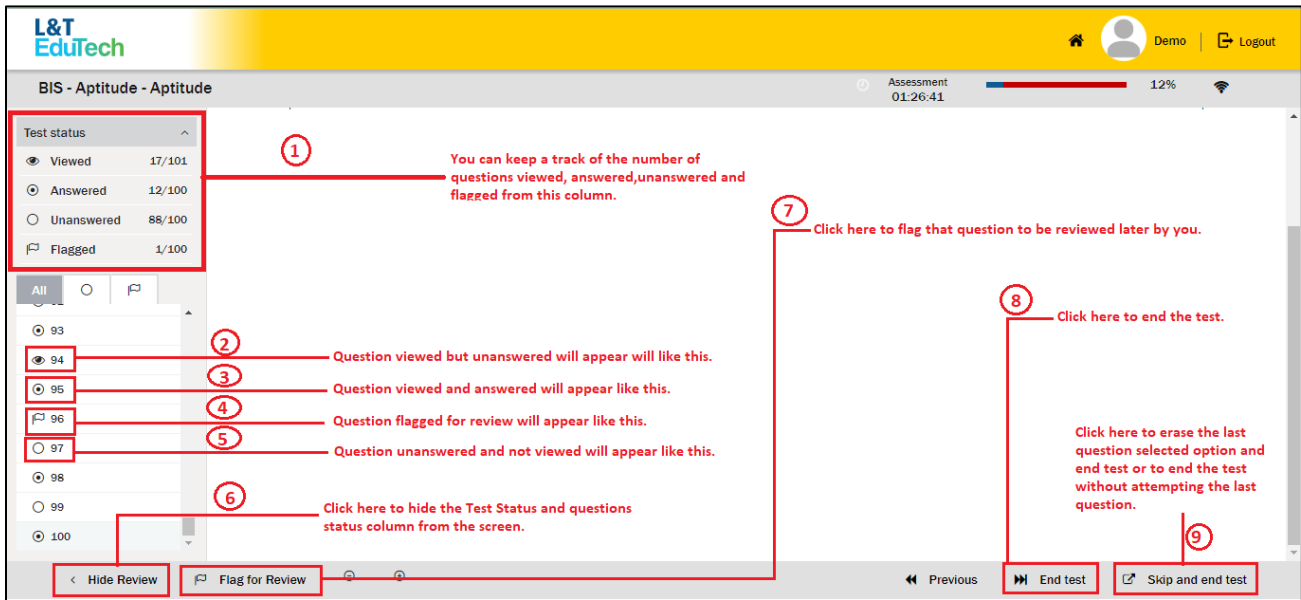 L&T
EduTech
Demo
Logout
BIS - Aptitude - Aptitude
Assessment
01:26:41
12%
Test status
Viewed 17/101
Answered 12/100
Unanswered 88/100
Flagged 1/100
1
You can keep a track of the number of
questions viewed, answered,unanswered and
flagged from this column.
7
Click here to flag that question to be reviewed later by you.
All
93
8
Click here to end the test.
94
2
Question viewed but unanswered will appear will like this.
95
3
Question viewed and answered will appear like this.
96
4
Question flagged for review will appear like this.
97
5
Question unanswered and not viewed will appear like this.
98
99
100
6
Click here to hide the Test Status and questions
status column from the screen.
Click here to erase the last
question selected option and
end test or to end the test
without attempting the last
question.
9
Hide Review
Flag for Review
Previous
End test
Skip and end test